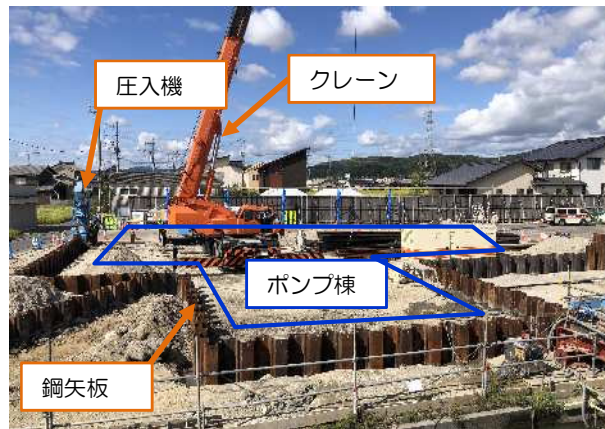 圧入機
クレーン
ポンプ棟
鋼矢板